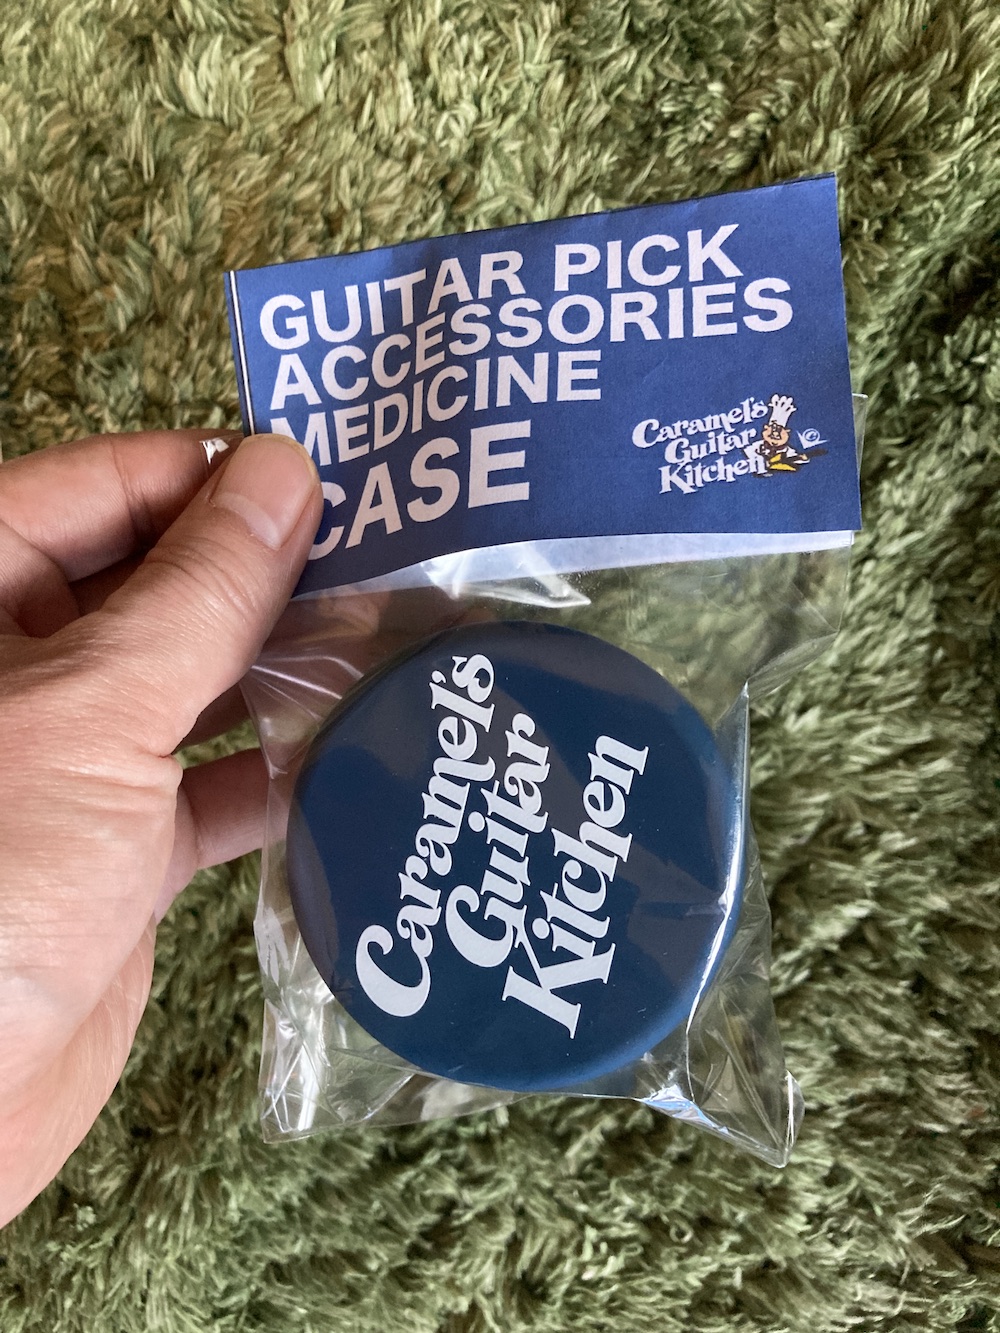 GUITAR PICK
ACCESSORIES
MEDICINE
CASE
Caramel's
Guitar
Kitchen
©
Caramel's
Guitar
Kitchen